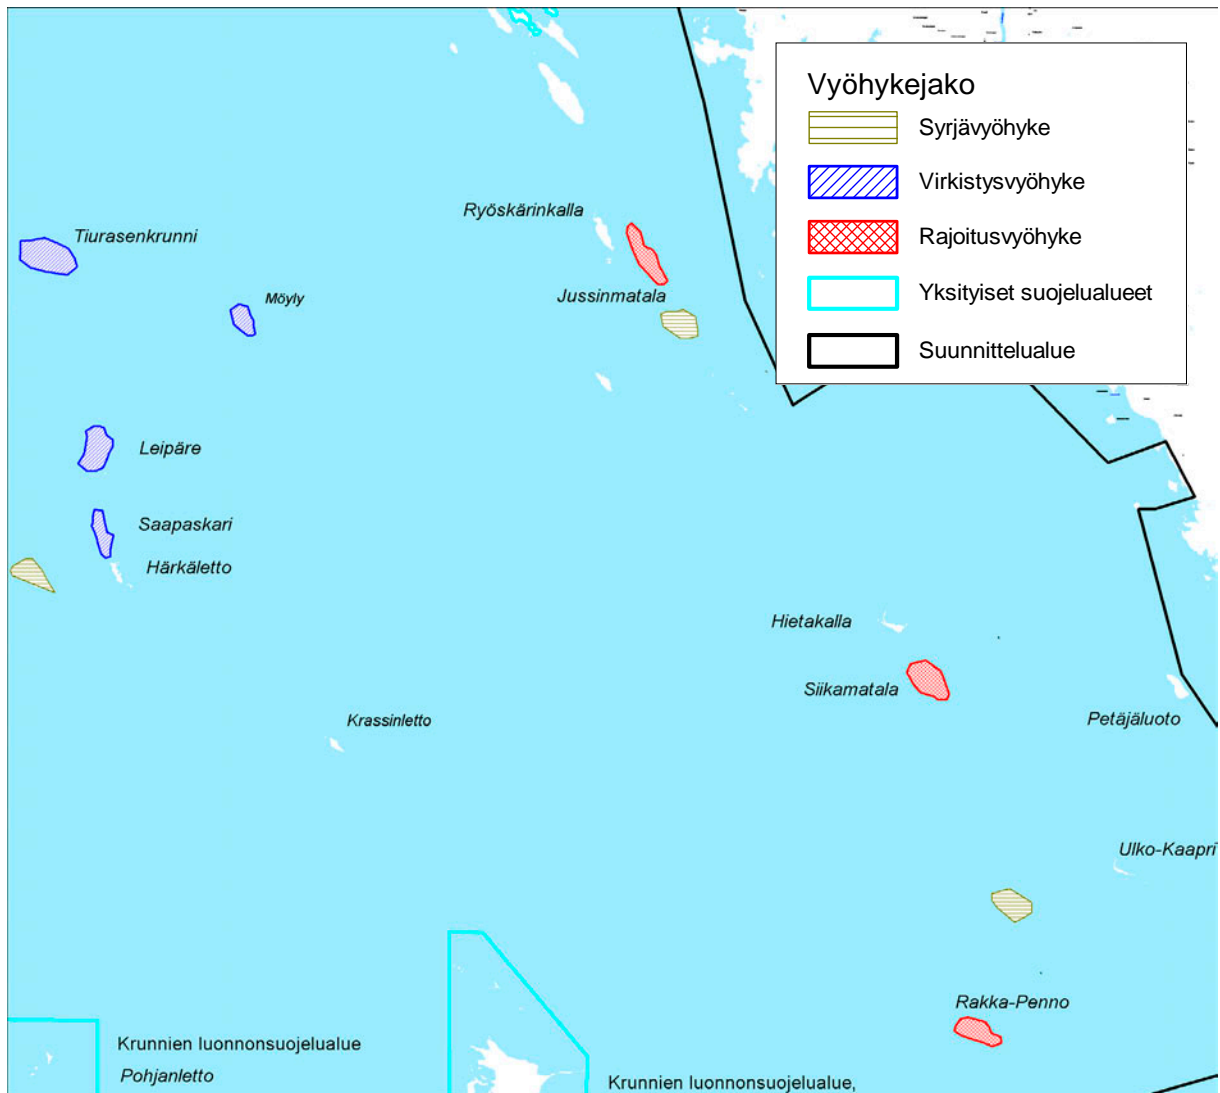 Vyöhykejako
Syrjävyöhyke
Virkistysvyöhyke
Rajoitusvyöhyke
Yksityiset suojelualueet
Suunnittelualue
Ryöskärinkalla
Tiurasenkrunni
Möyly
Jussinmatala
Leipäre
Saapaskari
Härkäletto
Hietakalla
Siikamatala
Petäjäluoto
Krassinletto
Ulko-Kaapri
Rakka-Penno
Krunnien luonnonsuojelualue
Pohjanletto
Krunnien luonnonsuojelualue,